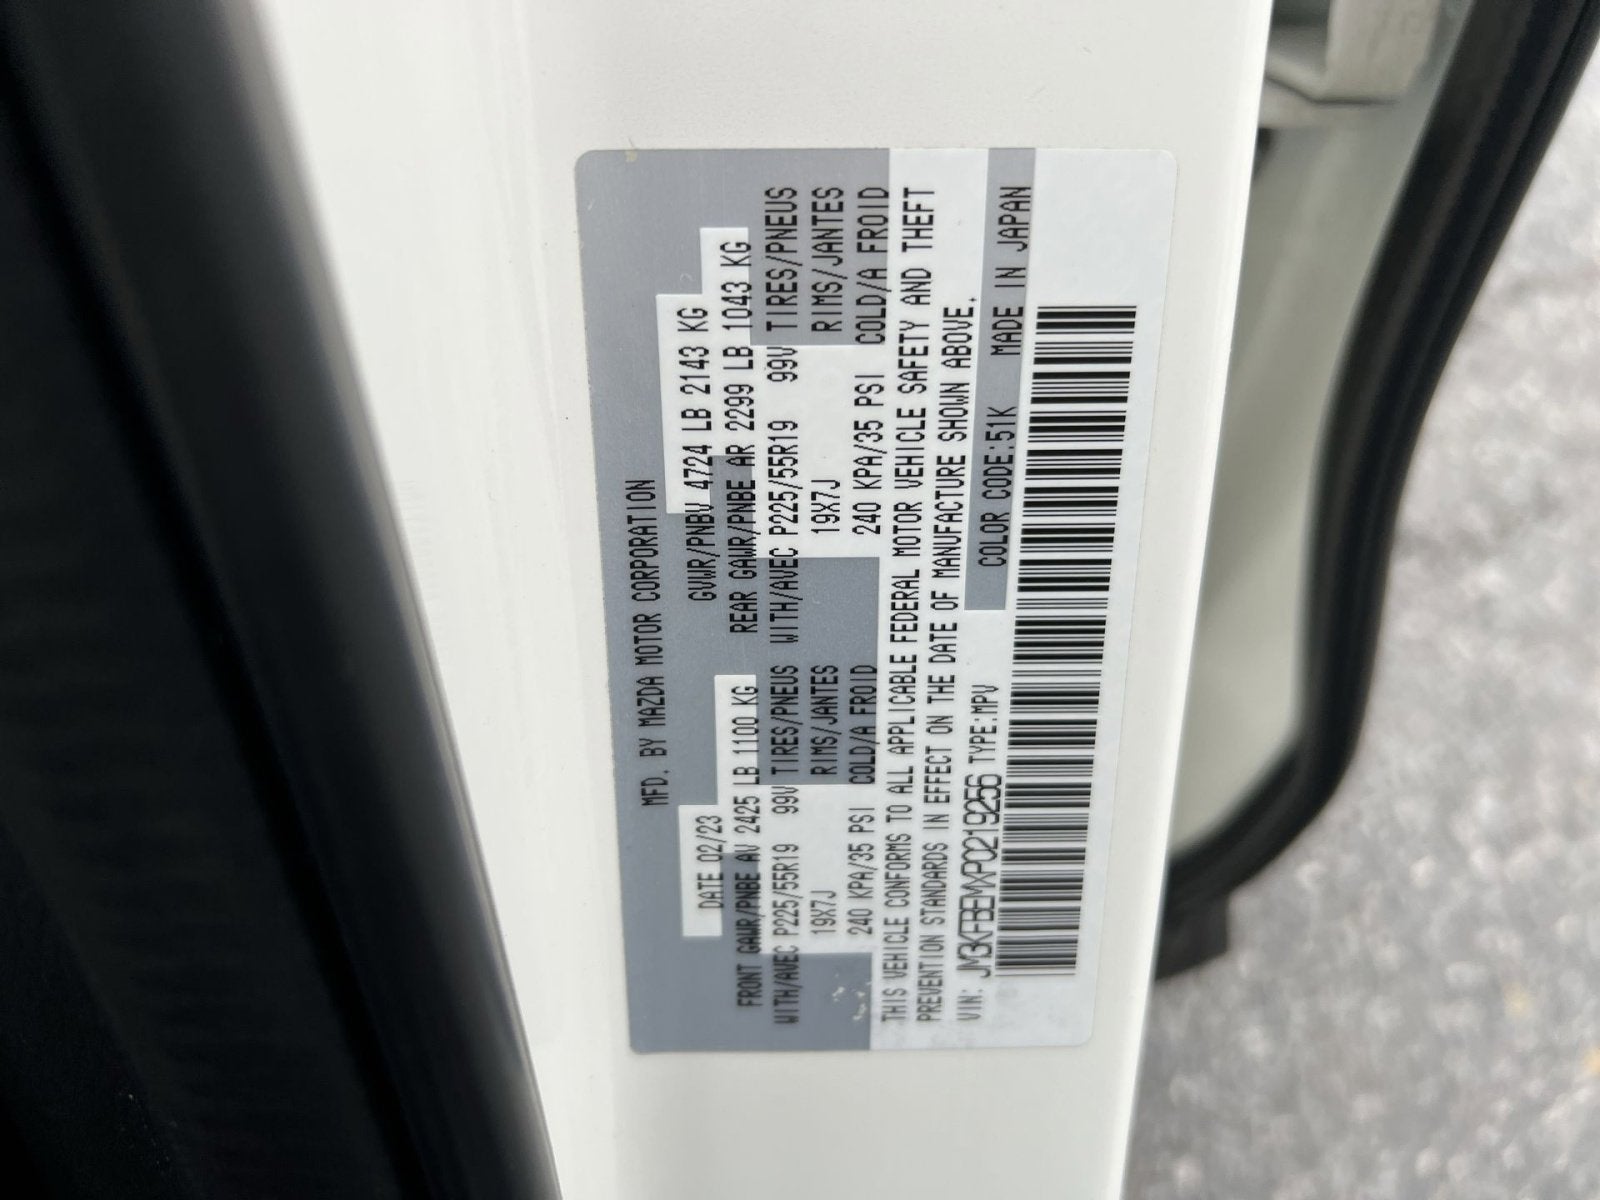 MFD. BY MAZDA MOTOR CORPORATION
DATE 02/23 GVWR/PNBV 4724 LB 2143 KG
FRONT GAWR/PNBE AV 2425 LB 1100 KG REAR GAWR/PNBE AR 2299 LB 1043 KG
WITH/AVEC P225/55R19 99V TIRES/PNEUS WITH/AVEC P225/55R19 99V TIRES/PNEUS
19X7J RIMS/JANTES 19X7J RIMS/JANTES
240 KPA/35 PSI COLD/A FROID 240 KPA/35 PSI COLD/A FROID
THIS VEHICLE CONFORMS TO ALL APPLICABLE FEDERAL MOTOR VEHICLE SAFETY AND THEFT
PREVENTION STANDARDS IN EFFECT ON THE DATE OF MANUFACTURE SHOWN ABOVE.
VIN: JM3KFBEMXP0219256 TYPE:MPV COLOR CODE:51K MADE IN JAPAN